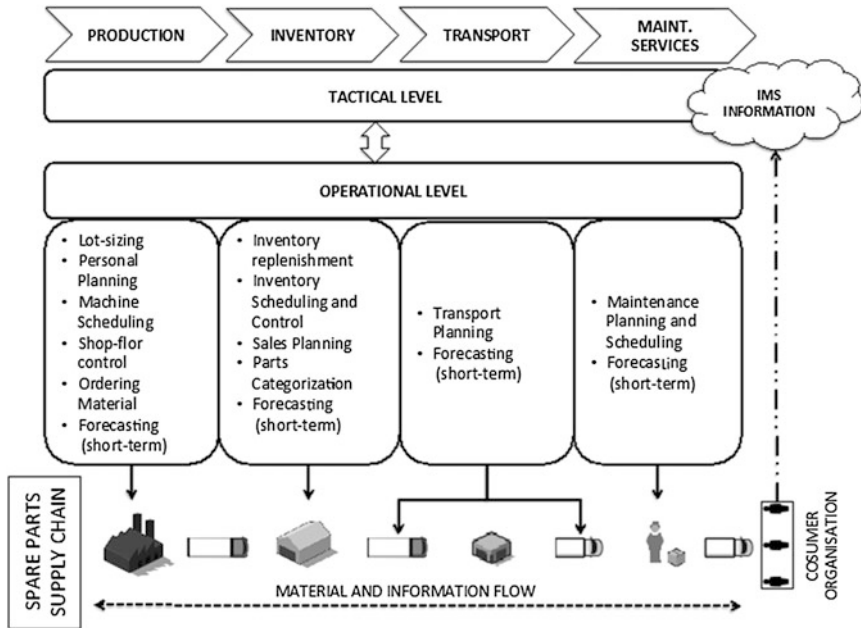 PRODUCTION
INVENTORY
TRANSPORT
MAINT.
SERVICES
TACTICAL LEVEL
IMS
INFORMATION
OPERATIONAL LEVEL
• Lot-sizing
• Personal
Planning
• Machine
Scheduling
• Shop-flor
control
• Ordering
Material
• Forecasting
(short-term)
• Inventory
replenishment
• Inventory
Scheduling and
Control
• Sales Planning
• Parts
Categorization
• Forecasting
(short-term)
• Transport
Planning
• Forecasting
(short-term)
• Maintenance
Planning and
Scheduling
• Forecasting
(short-term)
SPARE PARTS
SUPPLY CHAIN
MATERIAL AND INFORMATION FLOW
COSUMER
ORGANISATION